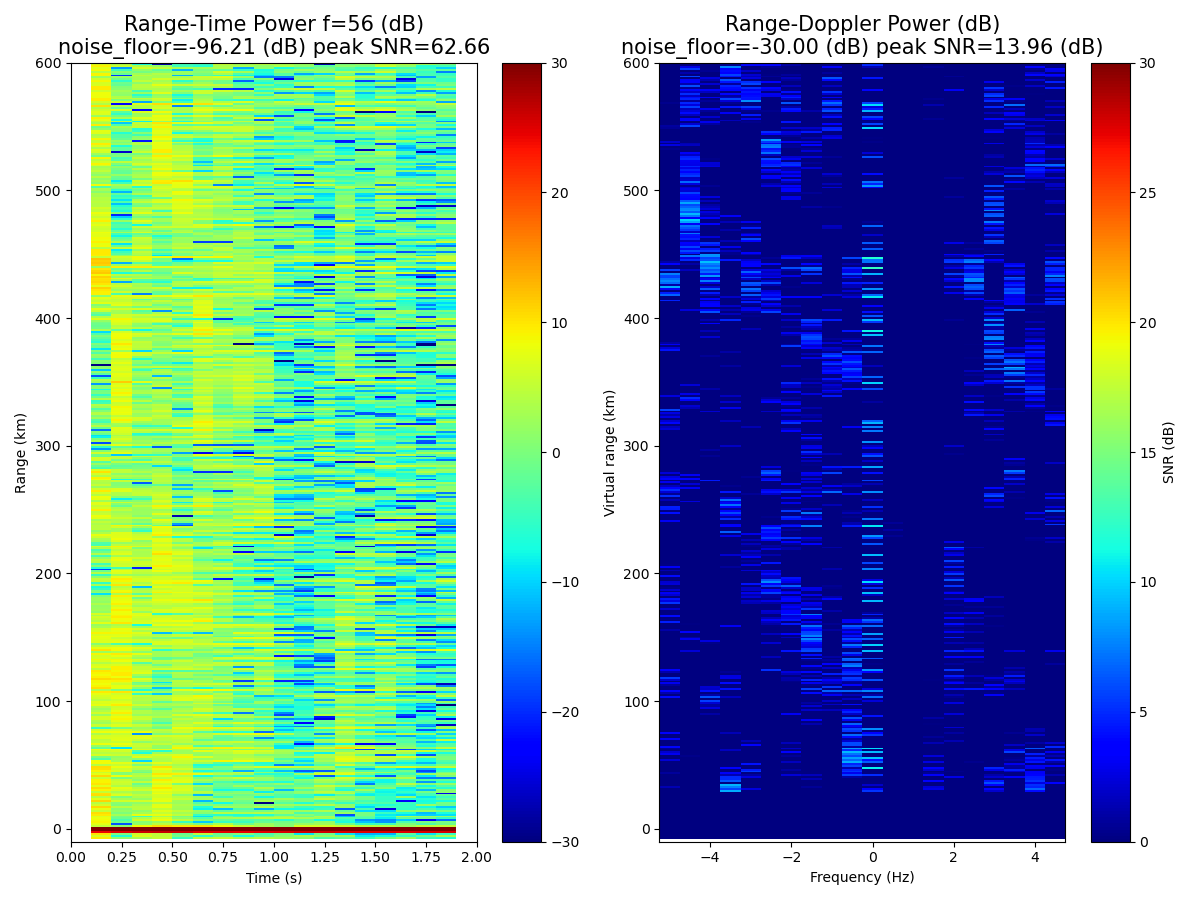 Range-Time Power f=56 (dB)
noise_floor=-96.21 (dB) peak SNR=62.66
600
500
400
300
200
100
0
Range (km)
0.00 0.25 0.50 0.75 1.00 1.25 1.50 1.75 2.00
Time (s)
30
20
10
0
−10
−20
−30
Range-Doppler Power (dB)
noise_floor=-30.00 (dB) peak SNR=13.96 (dB)
600
500
400
300
200
100
0
Virtual range (km)
−4 −2 0 2 4
Frequency (Hz)
30
25
20
15
10
5
0
SNR (dB)